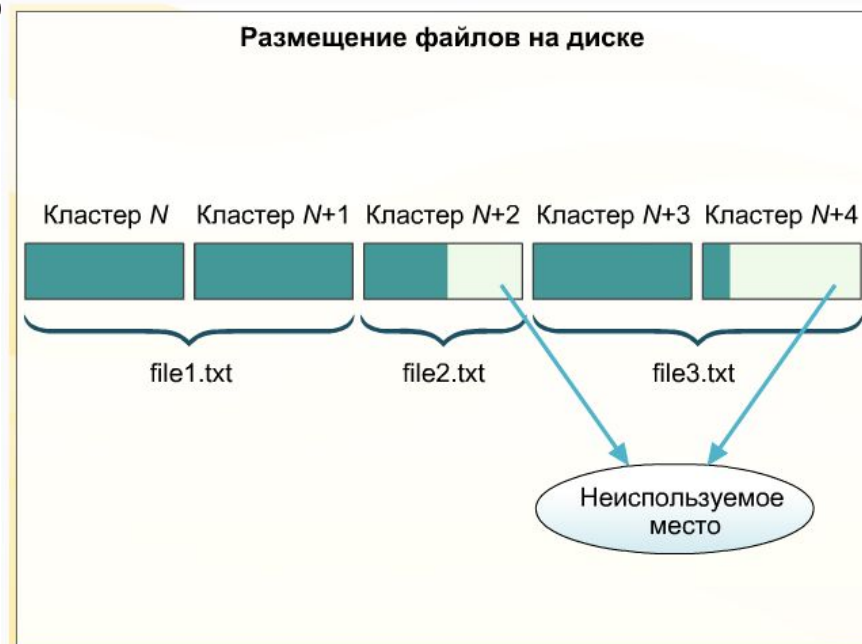 Размещение файлов на диске
Кластер N
Кластер N+1
Кластер N+2
Кластер N+3
Кластер N+4
file1.txt
file2.txt
file3.txt
Неиспользуемое
место